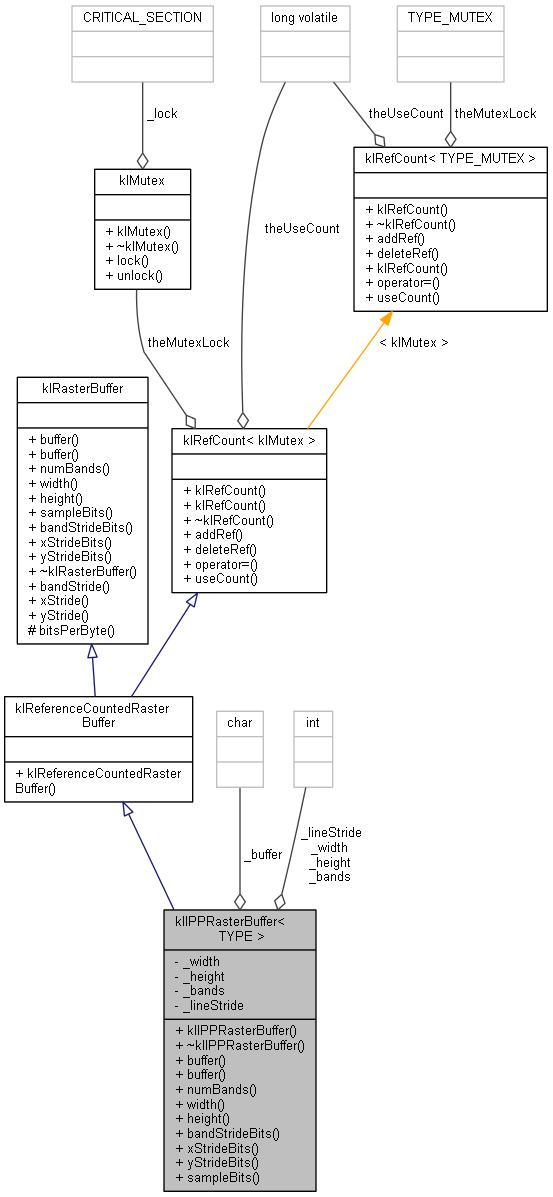 CRITICAL_SECTION
long volatile
TYPE_MUTEX
_lock
theUseCount
theMutexLock
klRefCount< TYPE_MUTEX >
+ klRefCount()
+ ~klRefCount()
+ addRef()
+ deleteRef()
+ klRefCount()
+ operator=()
+ useCount()
klMutex
+ klMutex()
+ ~klMutex()
+ lock()
+ unlock()
theUseCount
theMutexLock
< klMutex >
klRasterBuffer
+ buffer()
+ buffer()
+ numBands()
+ width()
+ height()
+ sampleBits()
+ bandStrideBits()
+ xStrideBits()
+ yStrideBits()
+ ~klRasterBuffer()
+ bandStride()
+ xStride()
+ yStride()
# bitsPerByte()
klRefCount< klMutex >
+ klRefCount()
+ klRefCount()
+ ~klRefCount()
+ addRef()
+ deleteRef()
+ operator=()
+ useCount()
klReferenceCountedRaster
Buffer
+ klReferenceCountedRaster
Buffer()
char
int
_buffer
_lineStride
_width
_height
_bands
klIPPRasterBuffer<
TYPE >
- _width
- _height
- _bands
- _lineStride
+ klIPPRasterBuffer()
+ ~klIPPRasterBuffer()
+ buffer()
+ buffer()
+ numBands()
+ width()
+ height()
+ bandStrideBits()
+ xStrideBits()
+ yStrideBits()
+ sampleBits()